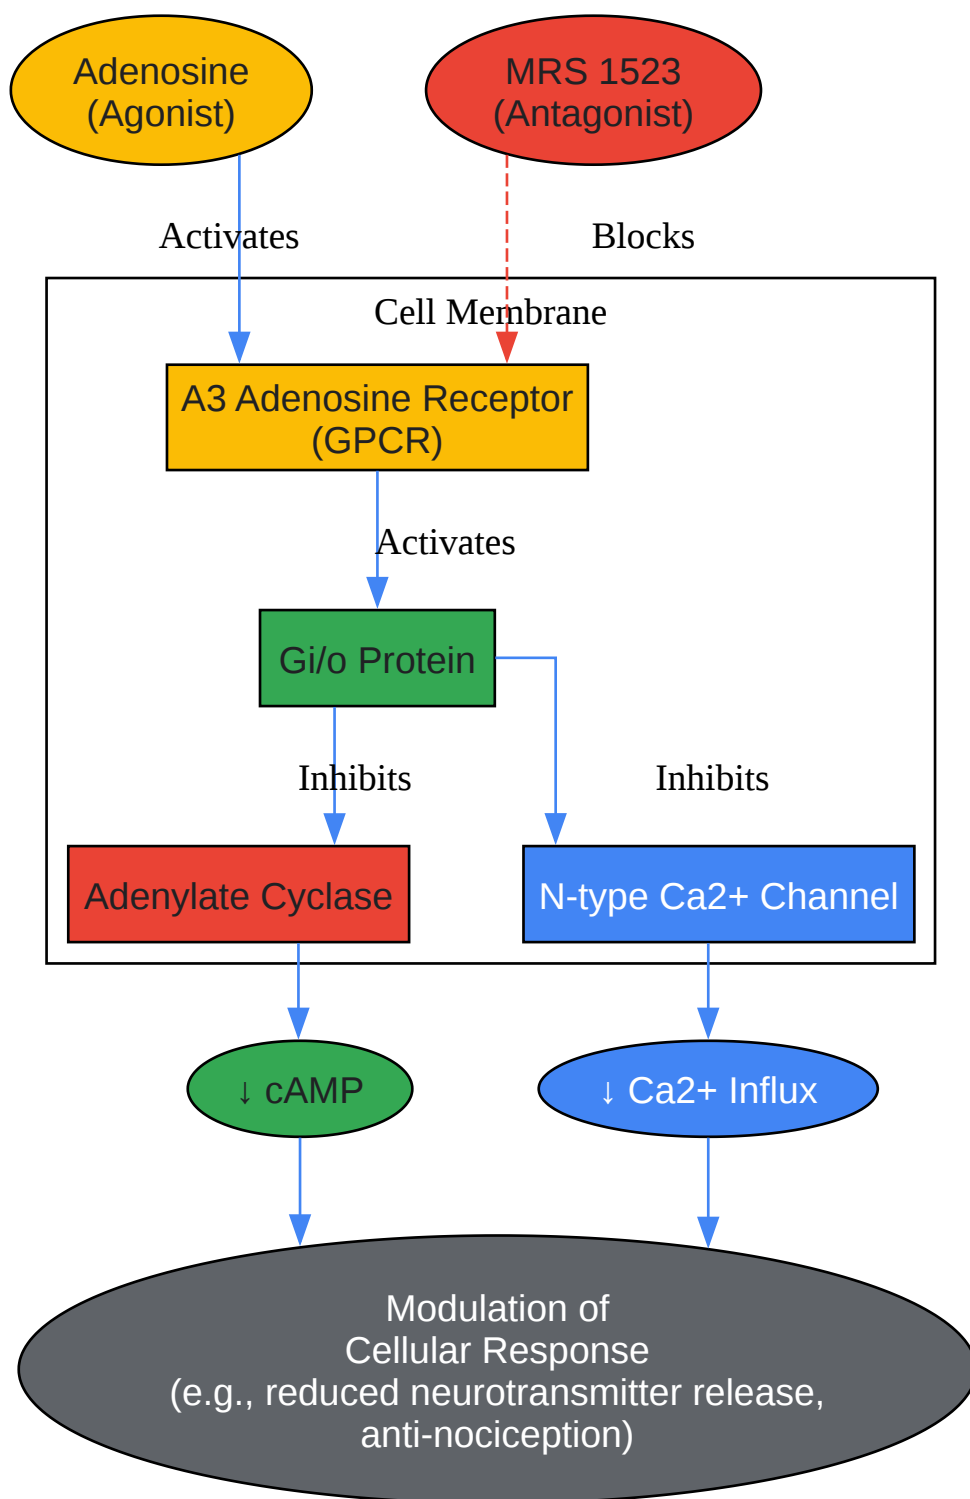 Adenosine
(Agonist)
MRS 1523
(Antagonist)
Activates
Blocks
Cell Membrane
A3 Adenosine Receptor
(GPCR)
Activates
Gi/o Protein
Inhibits
Inhibits
Adenylate Cyclase
N-type Ca2+ Channel
↓ cAMP
↓ Ca2+ Influx
Modulation of
Cellular Response
(e.g., reduced neurotransmitter release,
anti-nociception)